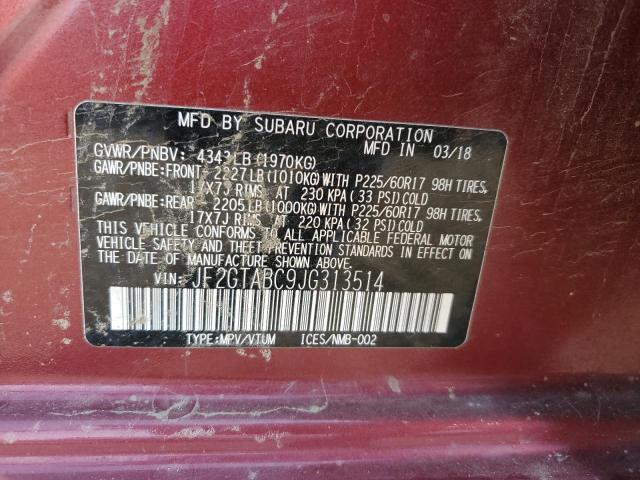 MFD BY SUBARU CORPORATION
GVWR/PNBV: 4343LB(1970KG) MFD IN 03/18
GAWR/PNBE:FRONT: 2227LB(1010KG)WITH P225/60R17 98H TIRES,
17X7J RIMS AT 230 KPA(33 PSI)COLD
GAWR/PNBE:REAR: 2205LB(1000KG)WITH P225/60R17 98H TIRES,
17X7J RIMS AT 220 KPA(32 PSI)COLD
THIS VEHICLE CONFORMS TO ALL APPLICABLE FEDERAL MOTOR
VEHICLE SAFETY AND THEFT PREVENTION STANDARDS IN EFFECT
ON THE DATE OF MANUFACTURE SHOWN ABOVE.
VIN: JF2GTABC9JG313514
TYPE:MPV/VTUM ICES/NMB-002